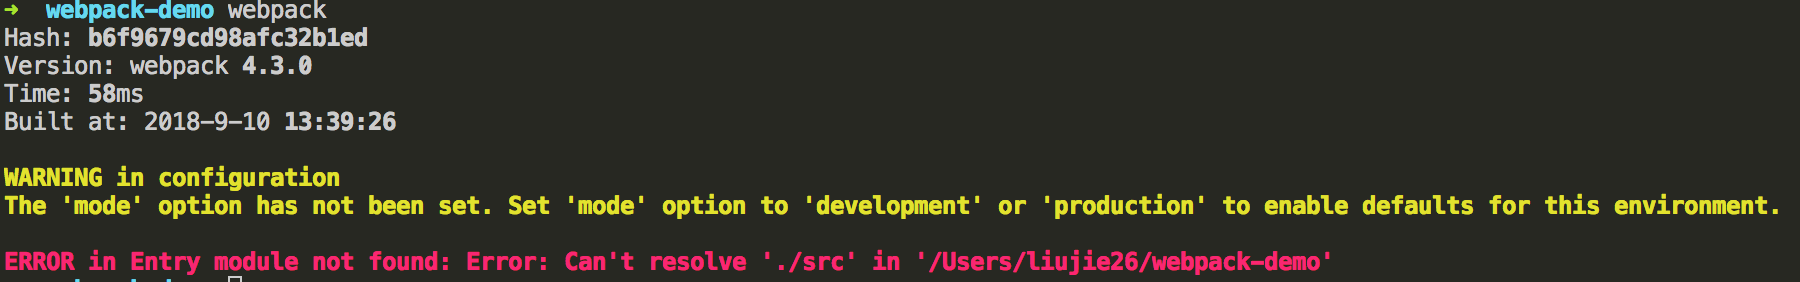 ➜  webpack-demo webpack
Hash: b6f9679cd98afc32b1ed
Version: webpack 4.3.0
Time: 58ms
Built at: 2018-9-10 13:39:26
WARNING in configuration
The 'mode' option has not been set. Set 'mode' option to 'development' or 'production' to enable defaults for this environment.
ERROR in Entry module not found: Error: Can't resolve './src' in '/Users/liujie26/webpack-demo'